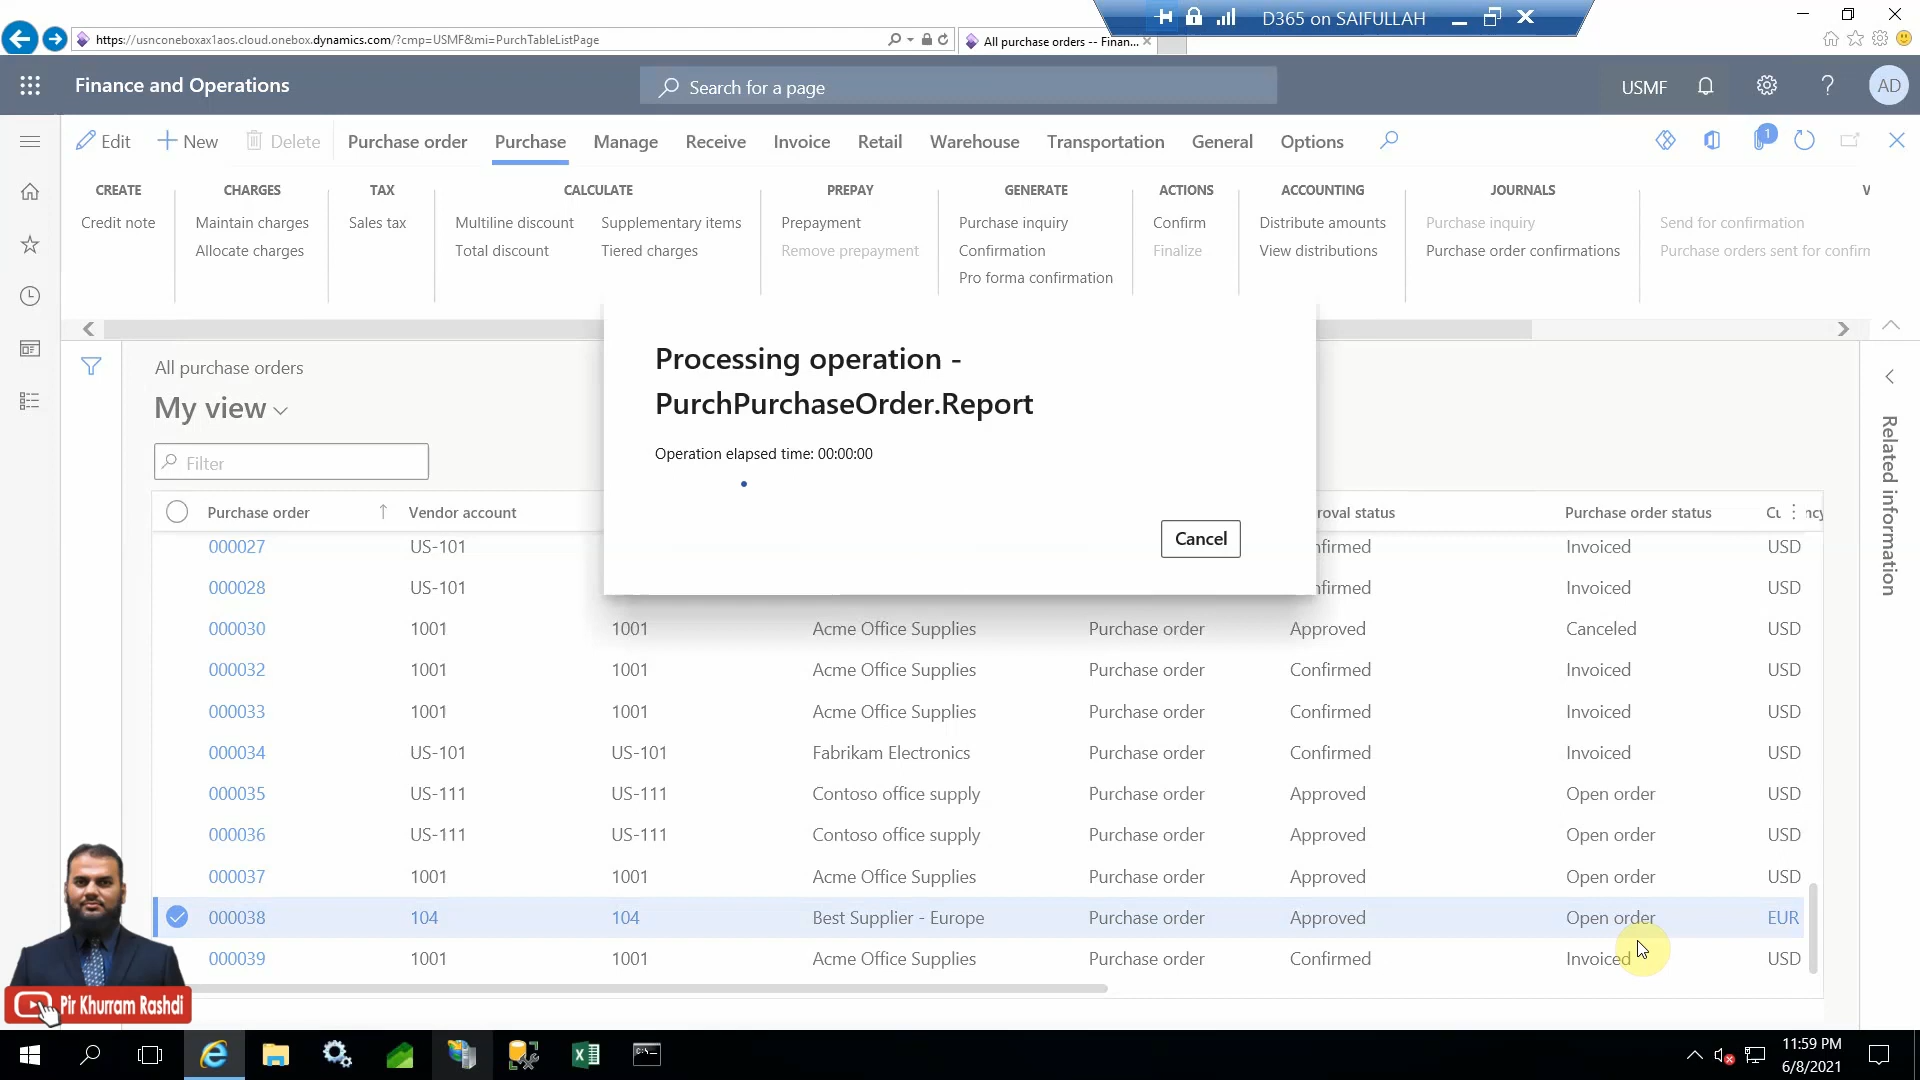 D365 on SAIFULLAH
https://usnconeboxax1aos.cloud.onebox.dynamics.com/?cmp=USMF&mi=PurchTableListPage
All purchase orders -- Finan...
Finance and Operations
Search for a page
USMF
AD
Edit
New
Delete
Purchase order
Purchase
Manage
Receive
Invoice
Retail
Warehouse
Transportation
General
Options
1
CREATE
Credit note
CHARGES
Maintain charges
Allocate charges
TAX
Sales tax
CALCULATE
Multiline discount
Supplementary items
Total discount
Tiered charges
PREPAY
Prepayment
Remove prepayment
GENERATE
Purchase inquiry
Confirmation
Pro forma confirmation
ACTIONS
Confirm
Finalize
ACCOUNTING
Distribute amounts
View distributions
JOURNALS
Purchase inquiry
Purchase order confirmations
V
Send for confirmation
Purchase orders sent for confirm
All purchase orders
My view
Filter
Processing operation -
PurchPurchaseOrder.Report
Operation elapsed time: 00:00:00
Cancel
Related information
Purchase order Vendor account roval status Purchase order status Cu ncy
000027 US-101 nfirmed Invoiced USD
000028 US-101 nfirmed Invoiced USD
000030 1001 1001 Acme Office Supplies Purchase order Approved Canceled USD
000032 1001 1001 Acme Office Supplies Purchase order Confirmed Invoiced USD
000033 1001 1001 Acme Office Supplies Purchase order Confirmed Invoiced USD
000034 US-101 US-101 Fabrikam Electronics Purchase order Confirmed Invoiced USD
000035 US-111 US-111 Contoso office supply Purchase order Approved Open order USD
000036 US-111 US-111 Contoso office supply Purchase order Approved Open order USD
000037 1001 1001 Acme Office Supplies Purchase order Approved Open order USD
000038 104 104 Best Supplier - Europe Purchase order Approved Open order EUR
000039 1001 1001 Acme Office Supplies Purchase order Confirmed Invoiced USD
Pir Khurram Rashdi
11:59 PM
6/8/2021